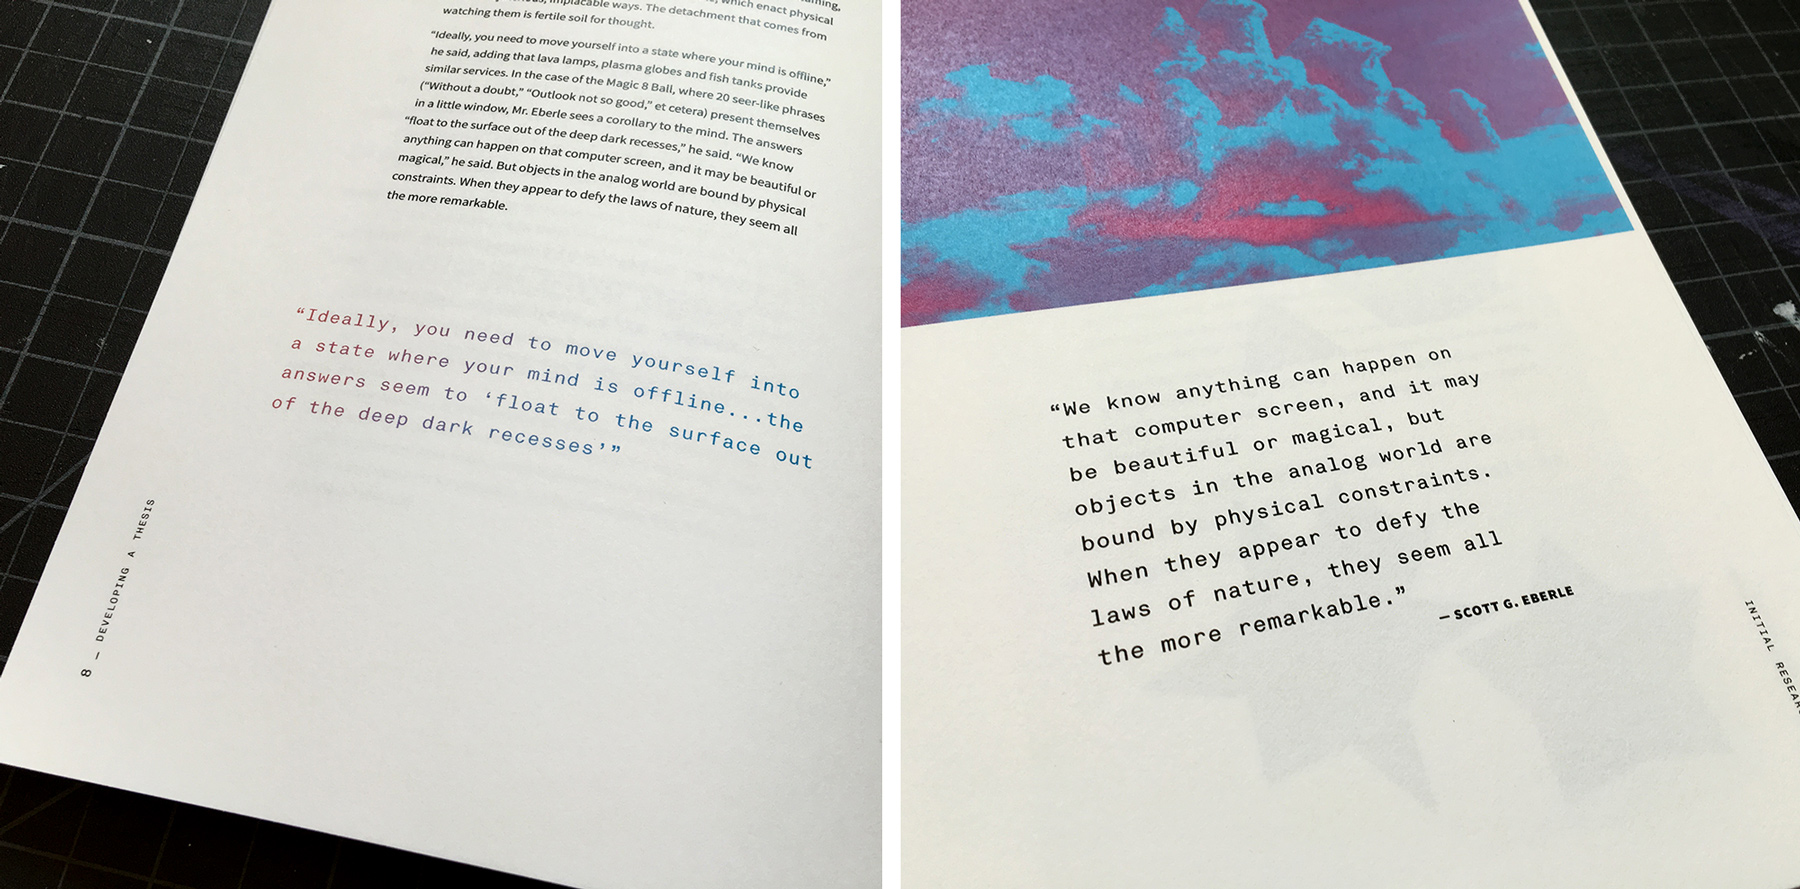 which enact physical
implacable ways. The detachment that comes from
watching them is fertile soil for thought.
“Ideally, you need to move yourself into a state where your mind is offline,”
he said, adding that lava lamps, plasma globes and fish tanks provide
similar services. In the case of the Magic 8 Ball, where 20 seer-like phrases
(“Without a doubt,” “Outlook not so good,” et cetera) present themselves
in a little window, Mr. Eberle sees a corollary to the mind. The answers
“float to the surface out of the deep dark recesses,” he said. “We know
anything can happen on that computer screen, and it may be beautiful or
magical,” he said. But objects in the analog world are bound by physical
constraints. When they appear to defy the laws of nature, they seem all
the more remarkable.
“Ideally, you need to move yourself into
a state where your mind is offline...the
answers seem to ‘float to the surface out
of the deep dark recesses’”
8 — DEVELOPING A THESIS
“We know anything can happen on
that computer screen, and it may
be beautiful or magical, but
objects in the analog world are
bound by physical constraints.
When they appear to defy the
laws of nature, they seem all
the more remarkable.”
— SCOTT G. EBERLE
INITIAL